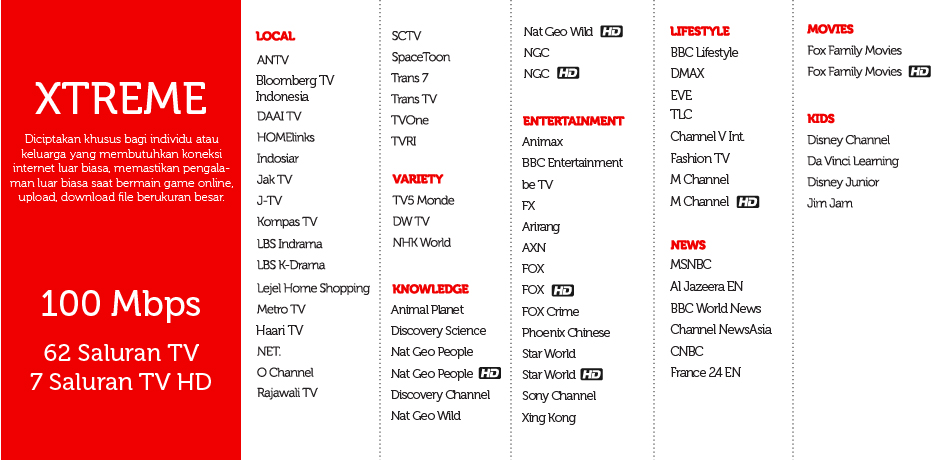 XTREME
Diciptakan khusus bagi individu atau
keluarga yang membutuhkan koneksi
internet luar biasa, memastikan pengala-
man luar biasa saat bermain game online,
upload, download file berukuran besar.
100 Mbps
62 Saluran TV
7 Saluran TV HD
LOCAL
ANTV
Bloomberg TV
Indonesia
DAAI TV
HOMElinks
Indosiar
Jak TV
J-TV
Kompas TV
LBS Indrama
LBS K-Drama
Lejel Home Shopping
Metro TV
Haari TV
NET.
O Channel
Rajawali TV
SCTV
SpaceToon
Trans 7
Trans TV
TVOne
TVRI
VARIETY
TV5 Monde
DW TV
NHK World
KNOWLEDGE
Animal Planet
Discovery Science
Nat Geo People
Nat Geo People HD
Discovery Channel
Nat Geo Wild
Nat Geo Wild HD
NGC
NGC HD
ENTERTAINMENT
Animax
BBC Entertainment
be TV
FX
Arirang
AXN
FOX
FOX HD
FOX Crime
Phoenix Chinese
Star World
Star World HD
Sony Channel
Xing Kong
LIFESTYLE
BBC Lifestyle
DMAX
EVE
TLC
Channel V Int.
Fashion TV
M Channel
M Channel HD
NEWS
MSNBC
Al Jazeera EN
BBC World News
Channel NewsAsia
CNBC
France 24 EN
MOVIES
Fox Family Movies
Fox Family Movies HD
KIDS
Disney Channel
Da Vinci Learning
Disney Junior
Jim Jam